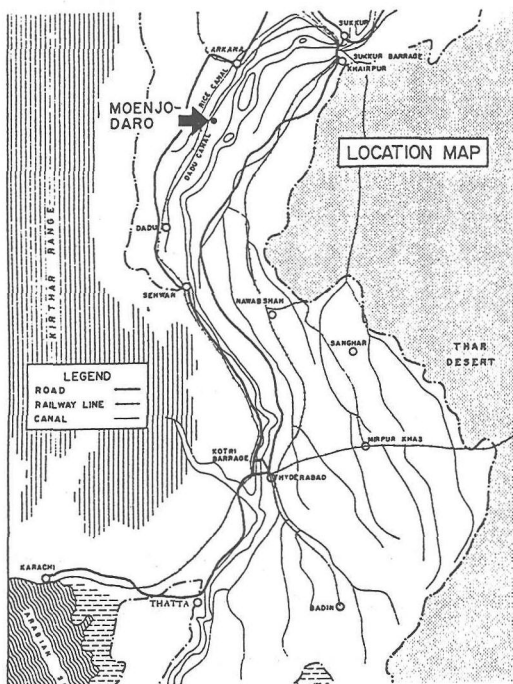 SUKKUR
SUKKUR BARRAGE
KHAIRPUR
LARKANA
RICE CANAL
MOENJO-
DARO
DADU CANAL
LOCATION MAP
DADU
KIRTHAR RANGE
SEHWAN
NAWABSHAH
SANGHAR
THAR
DESERT
LEGEND
ROAD
RAILWAY LINE
CANAL
MIRPUR KHAS
KOTRI
BARRAGE
HYDERABAD
KARACHI
THATTA
BADIN
ARABIAN S